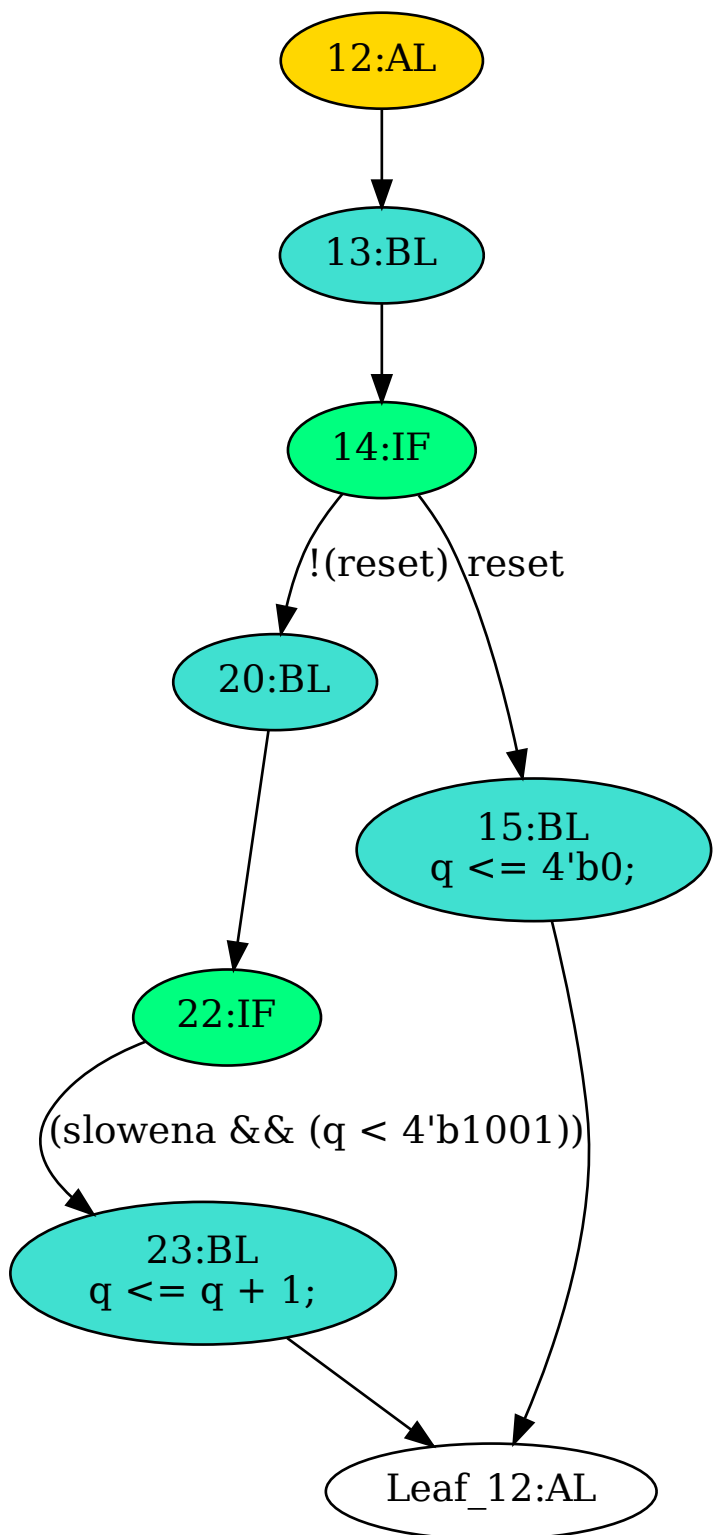 12:AL
13:BL
14:IF
!(reset)
reset
20:BL
15:BL
q <= 4'b0;
22:IF
(slowena && (q < 4'b1001))
23:BL
q <= q + 1;
Leaf_12:AL